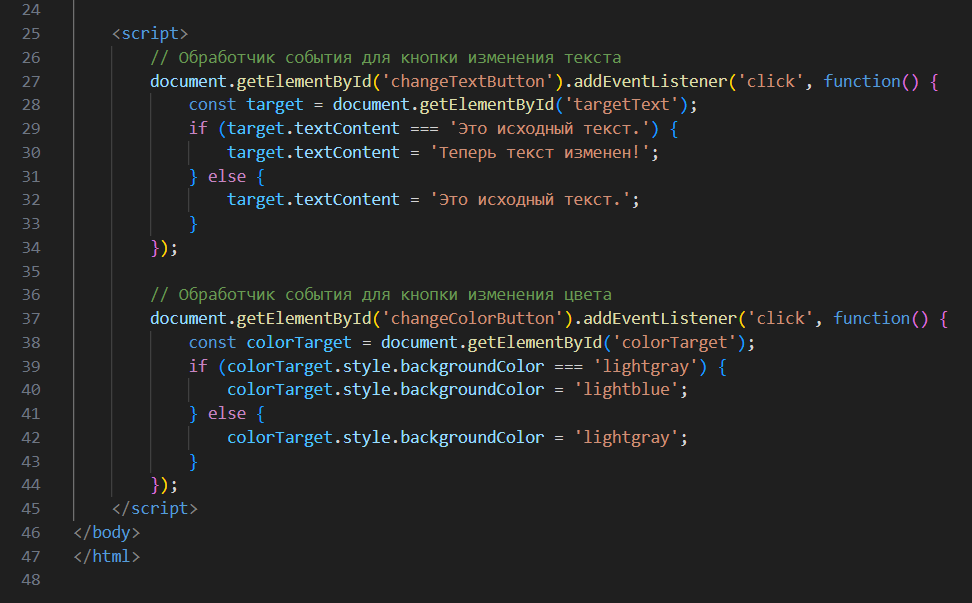 24
25 <script>
26 // Обработчик события для кнопки изменения текста
27 document.getElementById('changeTextButton').addEventListener('click', function() {
28 const target = document.getElementById('targetText');
29 if (target.textContent === 'Это исходный текст.') {
30 target.textContent = 'Теперь текст изменен!';
31 } else {
32 target.textContent = 'Это исходный текст.';
33 }
34 });
35
36 // Обработчик события для кнопки изменения цвета
37 document.getElementById('changeColorButton').addEventListener('click', function() {
38 const colorTarget = document.getElementById('colorTarget');
39 if (colorTarget.style.backgroundColor === 'lightgray') {
40 colorTarget.style.backgroundColor = 'lightblue';
41 } else {
42 colorTarget.style.backgroundColor = 'lightgray';
43 }
44 });
45 </script>
46 </body>
47 </html>
48